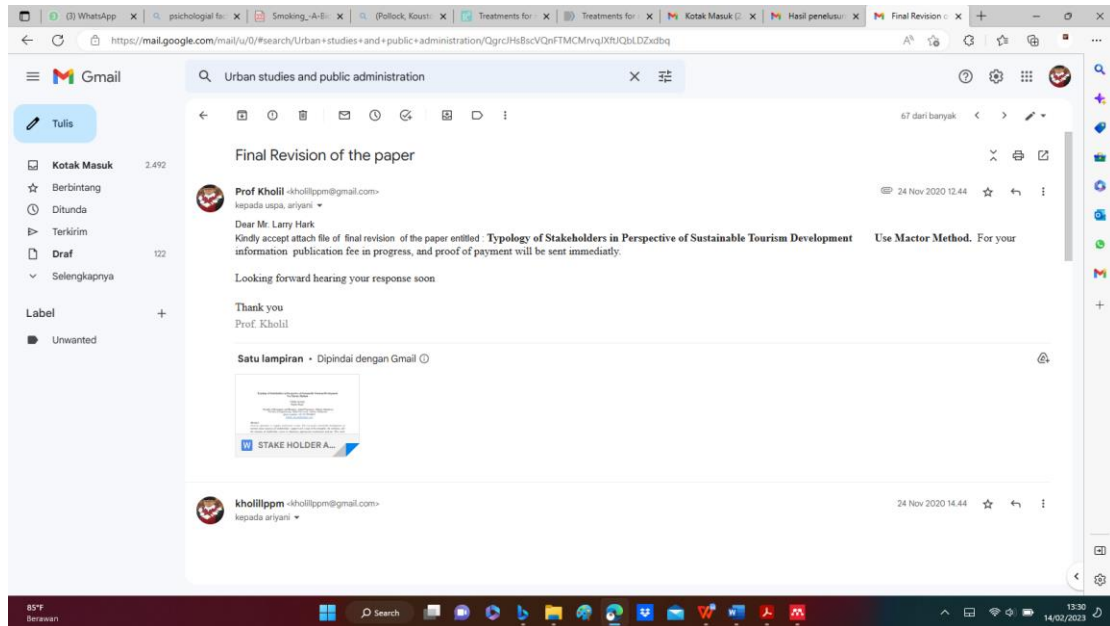 (3) WhatsApp
psichologial fac
Smoking_-A-Bi
(Pollock, Koust
Treatments for
Treatments for
Kotak Masuk (2
Hasil penelusur
Final Revision o
https://mail.google.com/mail/u/0/#search/Urban+studies+and+public+administration/QgrcJHsBscVQnFTMCMrvqJXftJQbLDZxdbq
Gmail
Urban studies and public administration
Tulis
67 dari banyak
Kotak Masuk 2.492
Berbintang
Ditunda
Terkirim
Draf 122
Selengkapnya
Label
Unwanted
Final Revision of the paper
Prof Kholil <kholillppm@gmail.com>
24 Nov 2020 12.44
kepada uspa, ariyani
Dear Mr. Larry Hark
Kindly accept attach file of final revision of the paper entitled : Typology of Stakeholders in Perspective of Sustainable Tourism Development Use Mactor Method. For your
information publication fee in progress, and proof of payment will be sent immediatly.
Looking forward hearing your response soon
Thank you
Prof. Kholil
Satu lampiran • Dipindai dengan Gmail
W STAKE HOLDER A...
kholillppm <kholillppm@gmail.com>
24 Nov 2020 14.44
kepada ariyani
85°F
Berawan
Search
13:30
14/02/2023